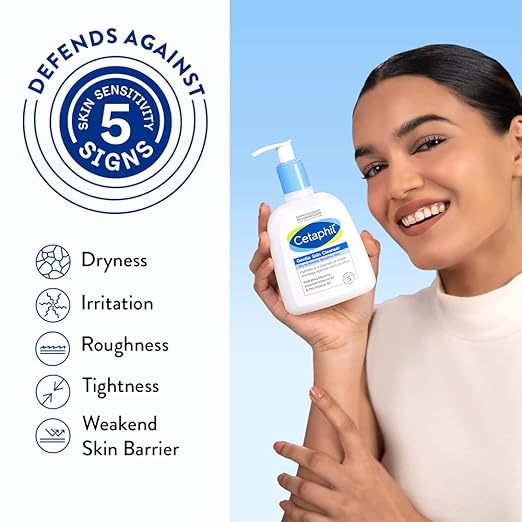 DEFENDS AGAINST
5
SKIN SENSITIVITY
SIGNS
Dryness
Irritation
Roughness
Tightness
Weakend
Skin Barrier
Cetaphil
Gentle Skin Cleanser